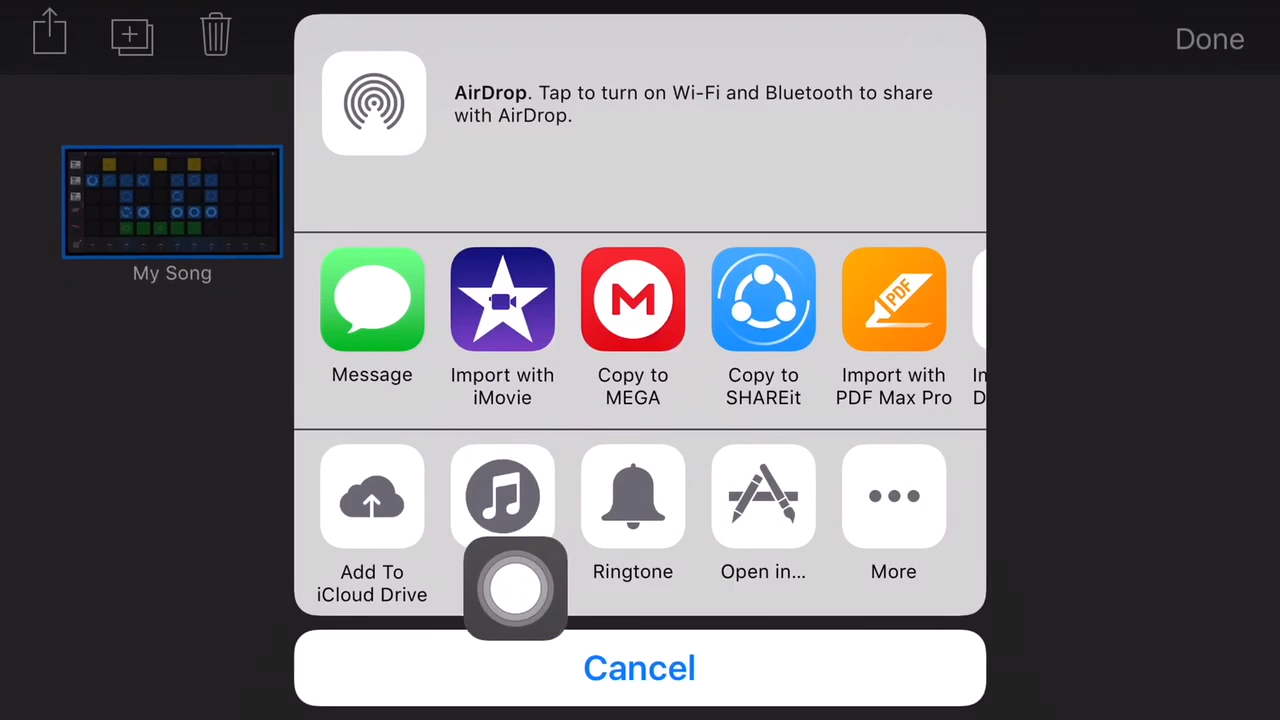 Done
AirDrop. Tap to turn on Wi-Fi and Bluetooth to share
with AirDrop.
My Song
Message
Import with
iMovie
Copy to
MEGA
Copy to
SHAREit
Import with
PDF Max Pro
M
PDF
Add To
iCloud Drive
Ringtone
Open in...
More
Cancel